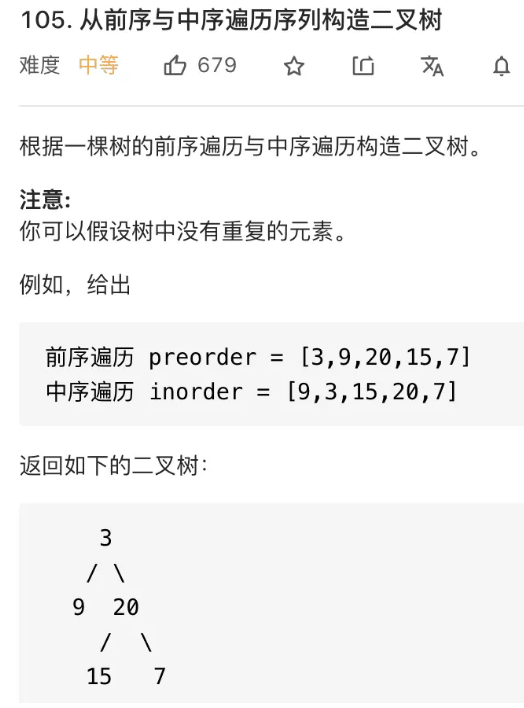 105. 从前序与中序遍历序列构造二叉树
难度 中等 679
根据一棵树的前序遍历与中序遍历构造二叉树。
注意:
你可以假设树中没有重复的元素。
例如，给出
前序遍历 preorder = [3,9,20,15,7]
中序遍历 inorder = [9,3,15,20,7]
返回如下的二叉树：
3
/ \
9 20
/ \
15 7